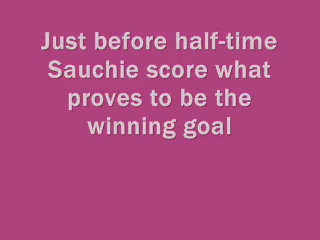 Just before half-time
Sauchie score what
proves to be the
winning goal